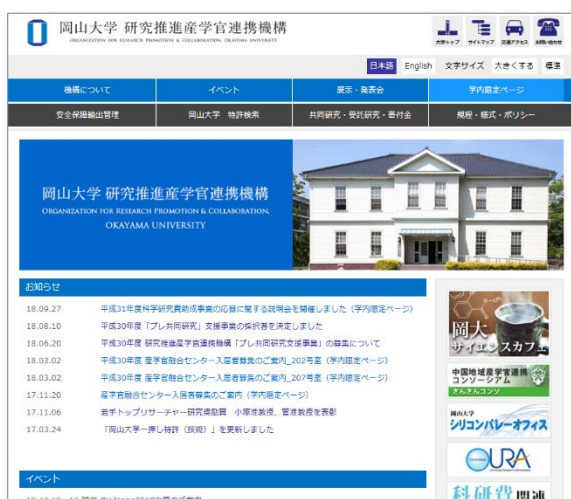 岡山大学 研究推進産学官連携機構
ORGANIZATION FOR RESEARCH PROMOTION & COLLABORATION, OKAYAMA UNIVERSITY
大学トップ サイトマップ 交通アクセス お問い合わせ
日本語 English 文字サイズ 大きくする 標準
機構について イベント 展示・発表会 学内限定ページ
安全保障輸出管理 岡山大学 特許検索 共同研究・受託研究・寄付金 規程・様式・ポリシー
岡山大学 研究推進産学官連携機構
ORGANIZATION FOR RESEARCH PROMOTION & COLLABORATION,
OKAYAMA UNIVERSITY
お知らせ
18.09.27 平成31年度科学研究費助成事業の応募に関する説明会を開催しました（学内限定ページ）
18.08.10 平成30年度「プレ共同研究」支援事業の採択者を決定しました
18.06.20 平成30年度 研究推進産学官連携機構「プレ共同研究支援事業」の募集について
18.03.02 平成30年度 産学官融合センター入居者募集のご案内_202号室（学内限定ページ）
18.03.02 平成30年度 産学官融合センター入居者募集のご案内_207号室（学内限定ページ）
17.11.20 産学官融合センター入居者募集のご案内（学内限定ページ）
17.11.06 若手トップリサーチャー研究奨励賞 小塚准教授、菅准教授を表彰
17.03.24 「岡山大学一押し特許（技術）」を更新しました
イベント
岡大
サイエンスカフェ
中国地域産学官連携
コンソーシアム
さんさんコンソ
岡山大学
シリコンバレーオフィス
URA
科研費関連